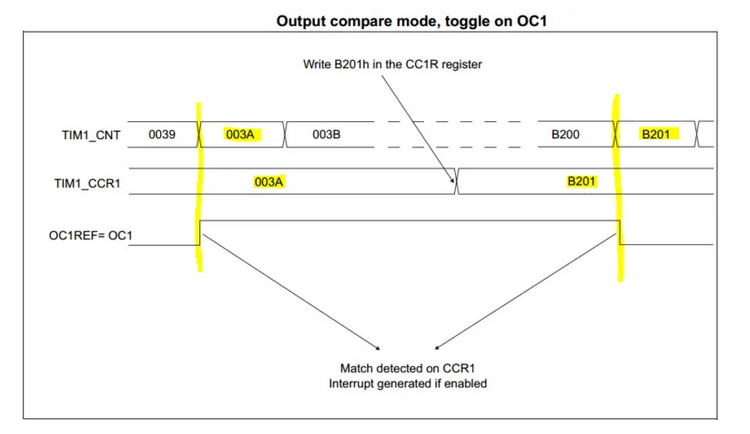 Output compare mode, toggle on OC1
Write B201h in the CC1R register
TIM1_CNT 0039 003A 003B B200 B201
TIM1_CCR1 003A B201
OC1REF= OC1
Match detected on CCR1
Interrupt generated if enabled